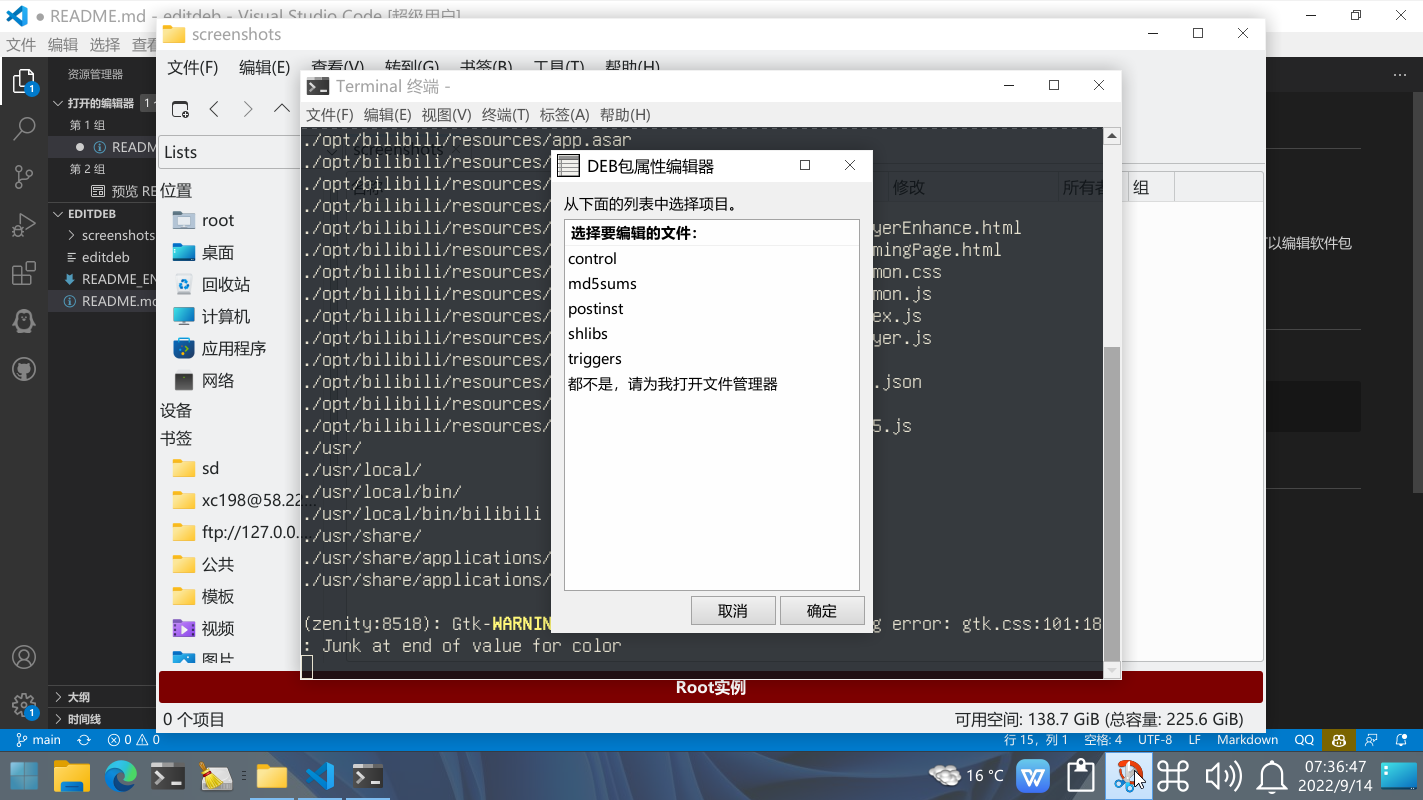 README.md - editdeb - Visual Studio Code [超级用户]
文件 编辑 选择 查看
资源管理器
打开的编辑器 1
第 1 组
README
第 2 组
预览 RE
EDITDEB
screenshots
editdeb
README_EN
README.md
大纲
时间线
screenshots
文件(F) 编辑(E) 查看(V) 转到(G) 书签(B) 工具(T) 帮助(H)
Lists
位置
root
桌面
回收站
计算机
应用程序
网络
设备
书签
sd
xc198@58.22...
ftp://127.0.0...
公共
模板
视频
图片
修改 所有者 组
可以编辑软件包
Terminal 终端 -
文件(F) 编辑(E) 视图(V) 终端(T) 标签(A) 帮助(H)
./opt/bilibili/resources/app.asar
./opt/bilibili/resources/
./opt/bilibili/resources/
./opt/bilibili/resources/
./opt/bilibili/resources/ yerEnhance.html
./opt/bilibili/resources/ mingPage.html
./opt/bilibili/resources/ mon.css
./opt/bilibili/resources/ mon.js
./opt/bilibili/resources/ ex.js
./opt/bilibili/resources/ yer.js
./opt/bilibili/resources/
./opt/bilibili/resources/ .json
./opt/bilibili/resources/
./opt/bilibili/resources/ 5.js
./usr/
./usr/local/
./usr/local/bin/
./usr/local/bin/bilibili
./usr/share/
./usr/share/applications/
./usr/share/applications/
(zenity:8518): Gtk-WARNIN g error: gtk.css:101:18
: Junk at end of value for color
DEB包属性编辑器
从下面的列表中选择项目。
选择要编辑的文件：
control
md5sums
postinst
shlibs
triggers
都不是，请为我打开文件管理器
取消 确定
Root实例
0 个项目 可用空间: 138.7 GiB (总容量: 225.6 GiB)
main 0 0 行 15，列 1 空格: 4 UTF-8 LF Markdown QQ
16 °C 07:36:47
2022/9/14